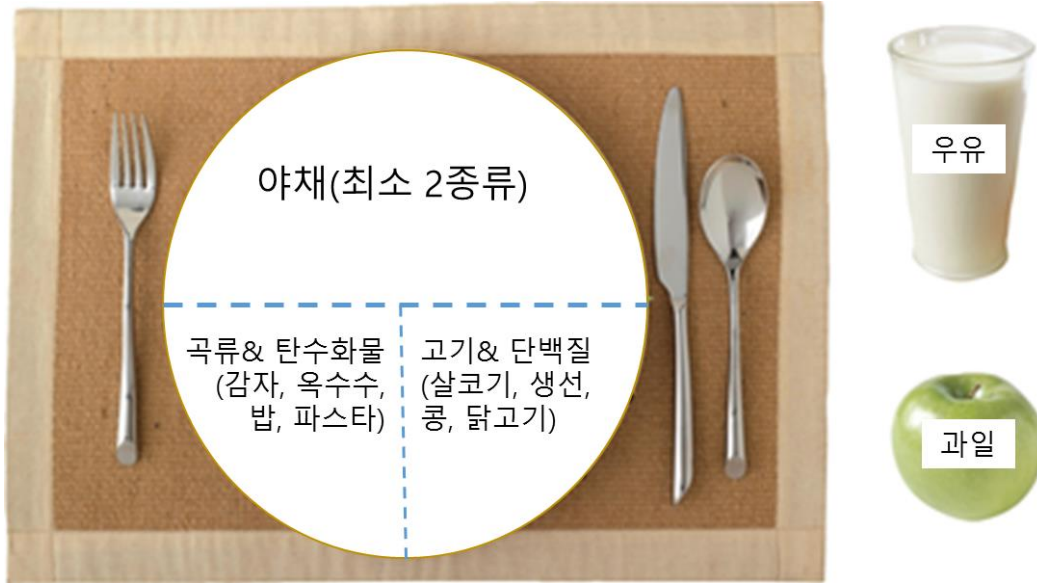 야채(최소 2종류)
곡류& 탄수화물
(감자, 옥수수,
밥, 파스타)
고기& 단백질
(살코기, 생선,
콩, 닭고기)
우유
과일